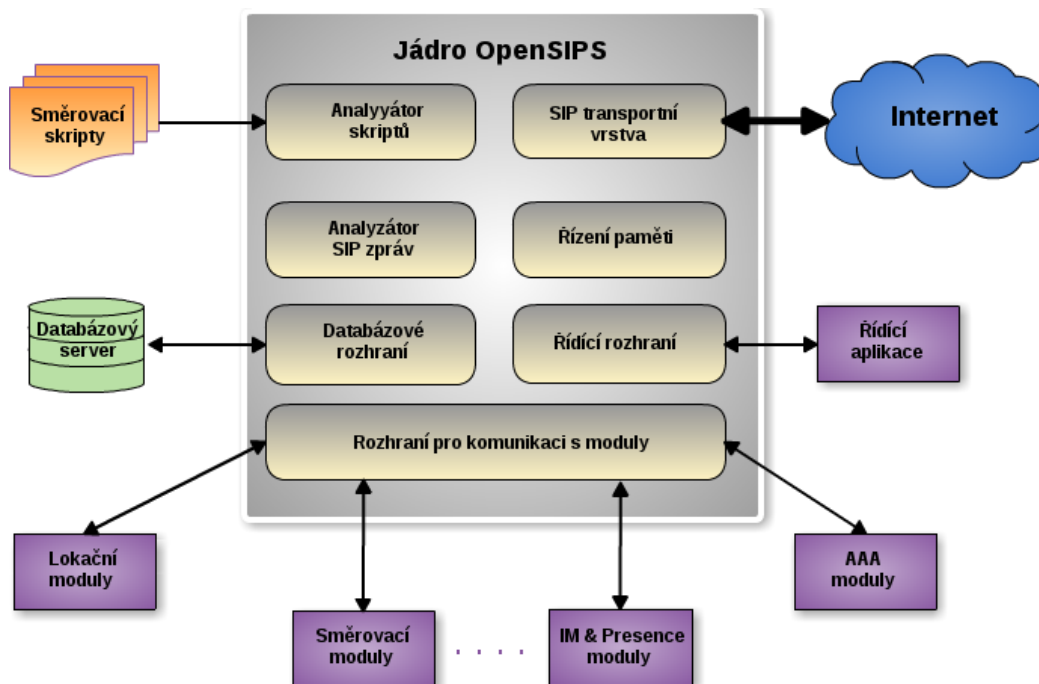 Jádro OpenSIPS
Směrovací
skripty
Analyyátor
skriptů
SIP transportní
vrstva
Internet
Analyzátor
SIP zpráv
Řízení paměti
Databázový
server
Databázové
rozhraní
Řídící rozhraní
Řídící
aplikace
Rozhraní pro komunikaci s moduly
Lokační
moduly
Směrovací
moduly
. . . .
IM & Presence
moduly
AAA
moduly